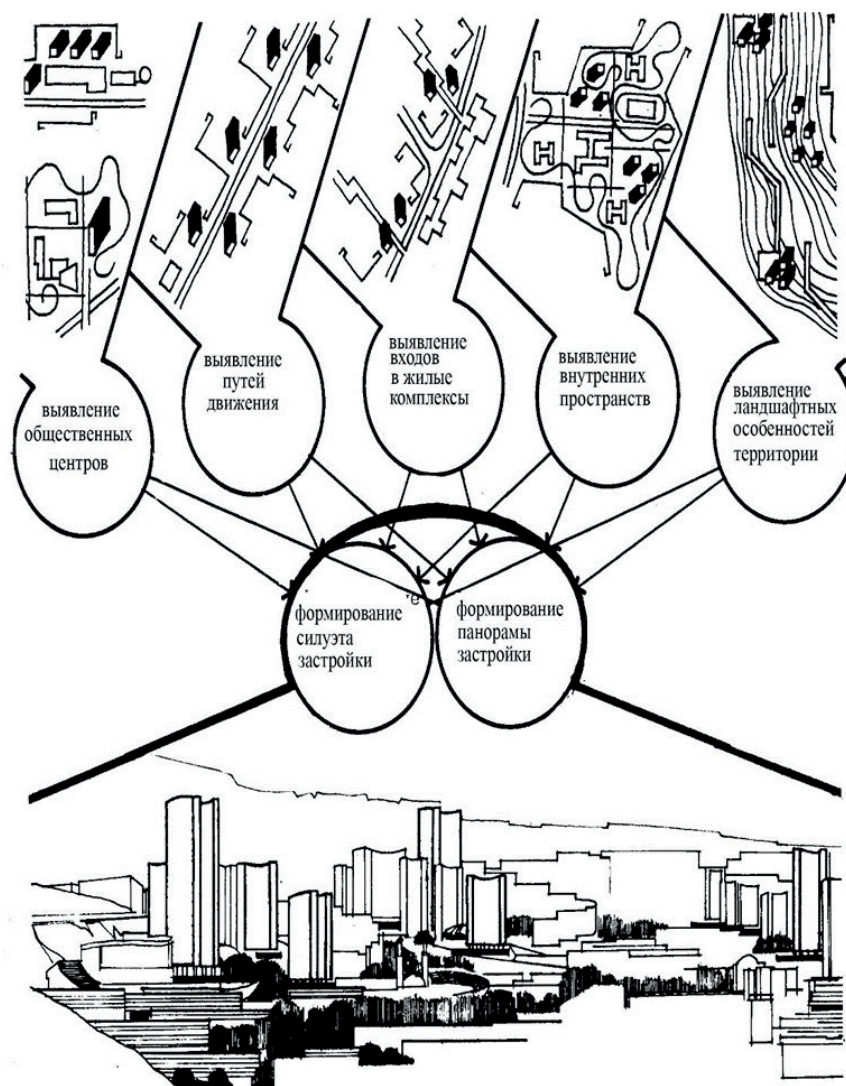 выявление
общественных
центров
выявление
путей
движения
выявление
входов
в жилые
комплексы
выявление
внутренних
пространств
выявление
ландшафтных
особенностей
территории
формирование
силуэта
застройки
формирование
панорамы
застройки